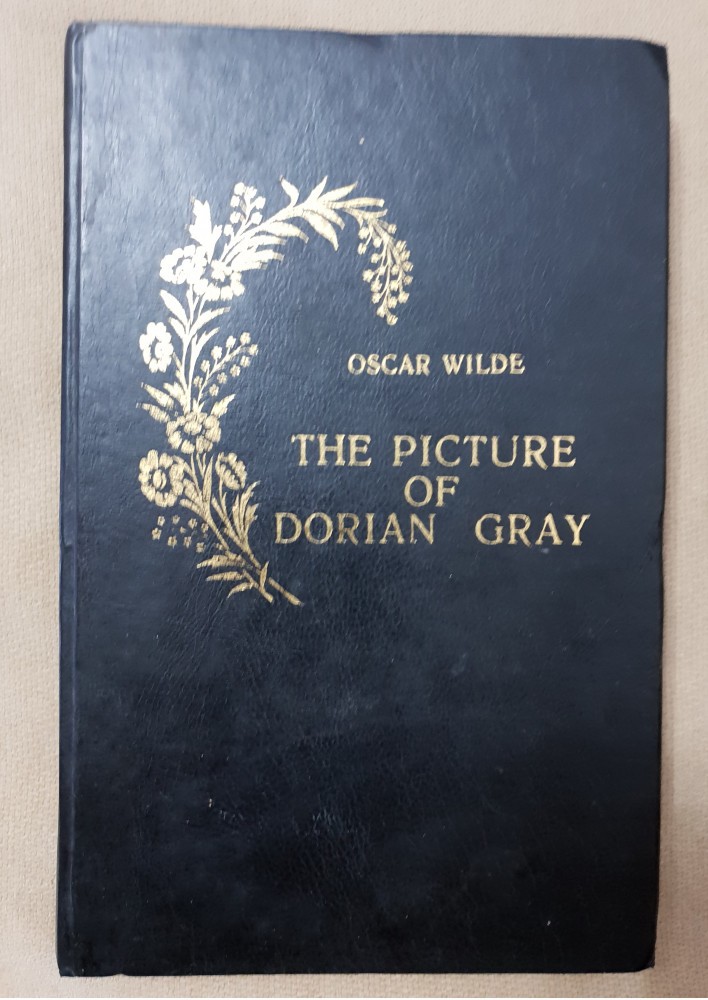 OSCAR WILDE
THE PICTURE
OF
DORIAN GRAY